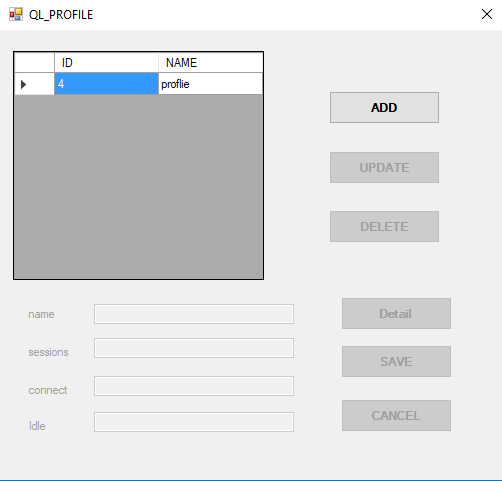 QL_PROFILE
ID NAME
4 proflie
ADD
UPDATE
DELETE
name
sessions
connect
Idle
Detail
SAVE
CANCEL